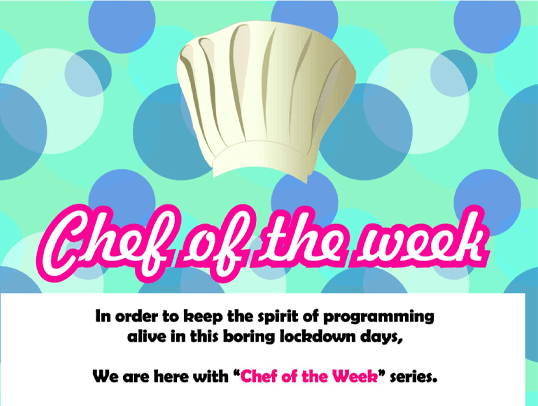 Chef of the week
In order to keep the spirit of programming
alive in this boring lockdown days,
We are here with “Chef of the Week” series.